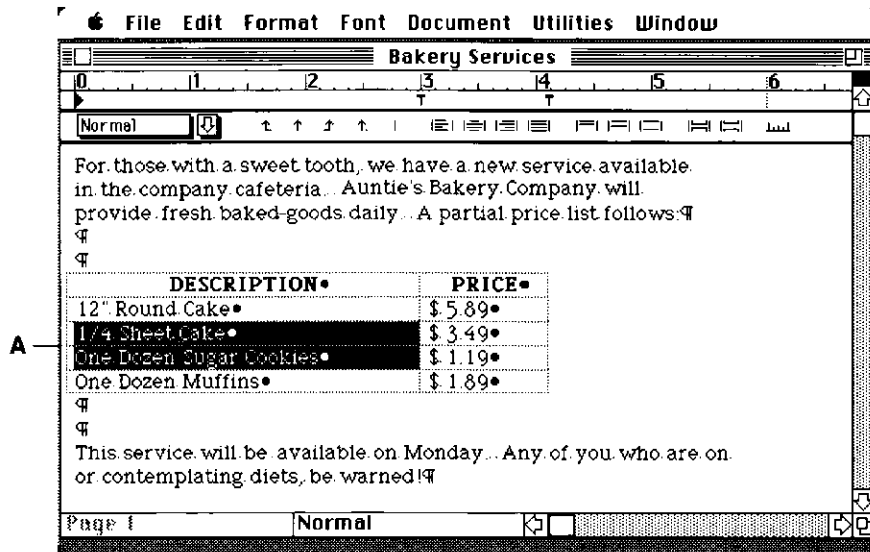 File Edit Format Font Document Utilities Window
Bakery Services
0 1 2 3 4 5 6
Normal
For those with a sweet tooth, we have a new service available
in the company cafeteria. Auntie's Bakery Company will
provide fresh baked-goods daily. A partial price list follows:¶
¶
¶
DESCRIPTION• PRICE•
12" Round Cake• $ 5.89•
A 1/4 Sheet Cake• $ 3.49•
One Dozen Sugar Cookies• $ 1.19•
One Dozen Muffins• $ 1.89•
¶
¶
This service will be available on Monday. Any of you who are on
or contemplating diets, be warned!¶
Page 1 Normal